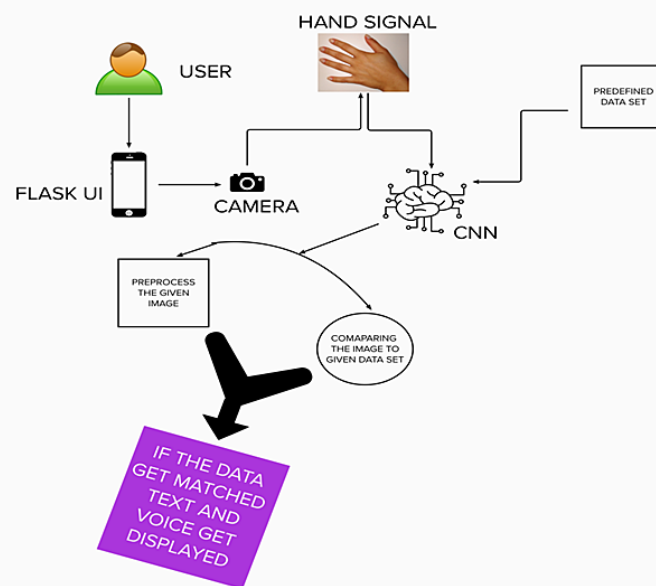 HAND SIGNAL
USER
PREDEFINED
DATA SET
FLASK UI
CAMERA
CNN
PREPROCESS
THE GIVEN
IMAGE
COMAPARING
THE IMAGE TO
GIVEN DATA SET
IF THE DATA
GET MATCHED
TEXT AND
VOICE GET
DISPLAYED